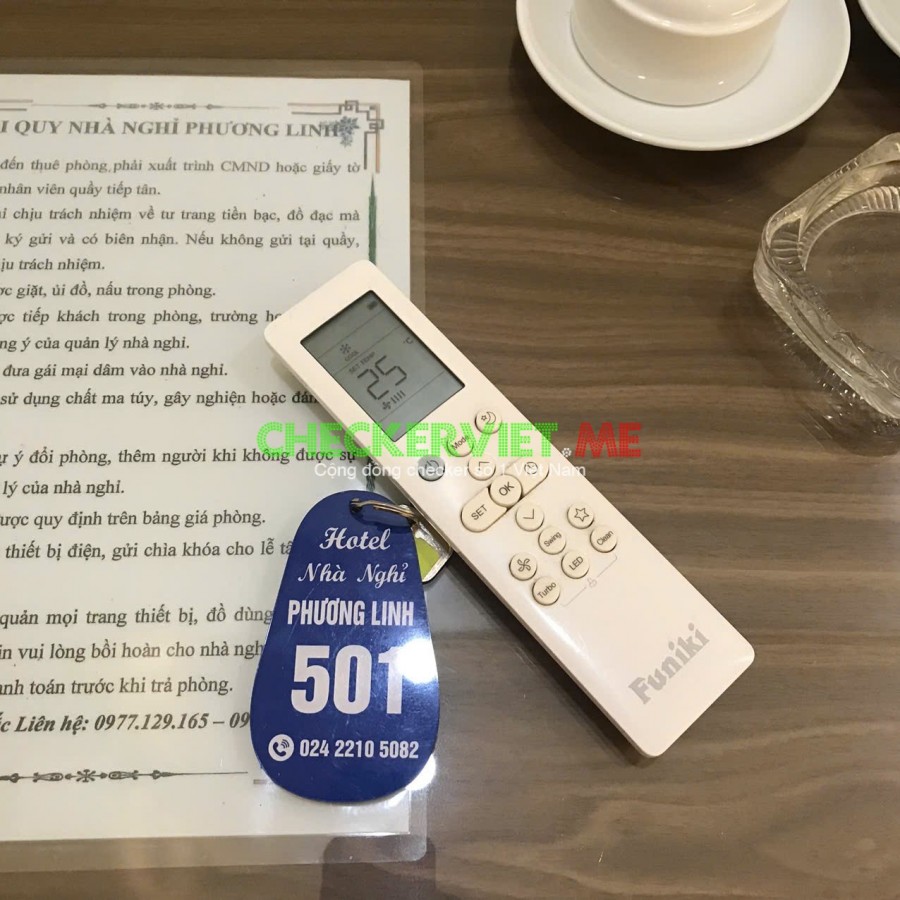 I QUY NHÀ NGHỈ PHƯƠNG LINH
đến thuê phòng phải xuất trình CMND hoặc giấy tờ
nhân viên quầy tiếp tân.
i chịu trách nhiệm về tư trang tiền bạc, đồ đạc mà
ký gửi và có biên nhận. Nếu không gửi tại quầy,
ịu trách nhiệm.
ợc giặt, ủi đồ, nấu trong phòng.
ợc tiếp khách trong phòng, trường
ng ý của quản lý nhà nghỉ.
đưa gái mại dâm vào nhà nghỉ.
sử dụng chất ma túy, gây nghiện hoặc
ự ý đổi phòng, thêm người khi không được sự
lý của nhà nghỉ.
ược quy định trên bảng giá phòng.
thiết bị điện, gửi chìa khóa cho lễ
quản mọi trang thiết bị, đồ dùng
in vui lòng bồi hoàn cho nhà
anh toán trước khi trả phòng.
ắc Liên hệ: 0977.129.165 – 09
Hotel
Nhà Nghỉ
PHƯƠNG LINH
501
024 2210 5082
COOL
°C
SET TEMP
25
Mode
OK
SET
Swing
Clean
LED
Turbo
Funiki
CHECKERVIET.ME
Cộng đồng checker số 1 Việt Nam